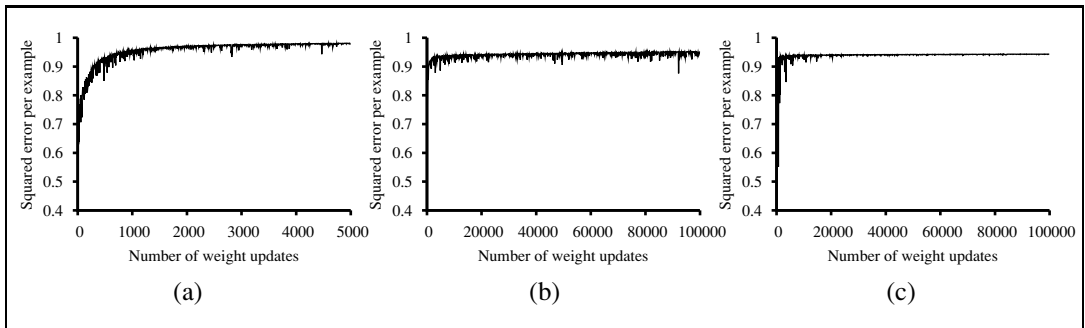 Squared error per example
1
0.9
0.8
0.7
0.6
0.5
0.4
0 1000 2000 3000 4000 5000
Number of weight updates
(a)
Squared error per example
1
0.9
0.8
0.7
0.6
0.5
0.4
0 20000 40000 60000 80000 100000
Number of weight updates
(b)
Squared error per example
1
0.9
0.8
0.7
0.6
0.5
0.4
0 20000 40000 60000 80000 100000
Number of weight updates
(c)